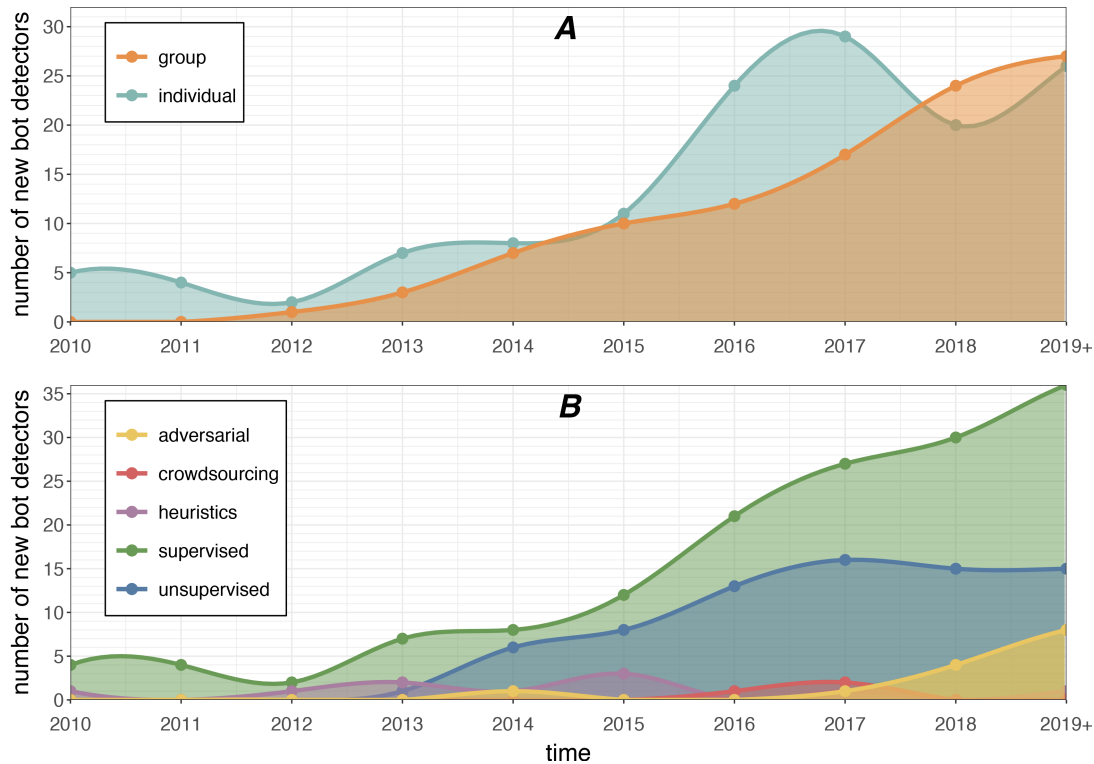 A
number of new bot detectors
30
25
20
15
10
5
0
group
individual
2010 2011 2012 2013 2014 2015 2016 2017 2018 2019+
B
number of new bot detectors
35
30
25
20
15
10
5
0
adversarial
crowdsourcing
heuristics
supervised
unsupervised
2010 2011 2012 2013 2014 2015 2016 2017 2018 2019+
time